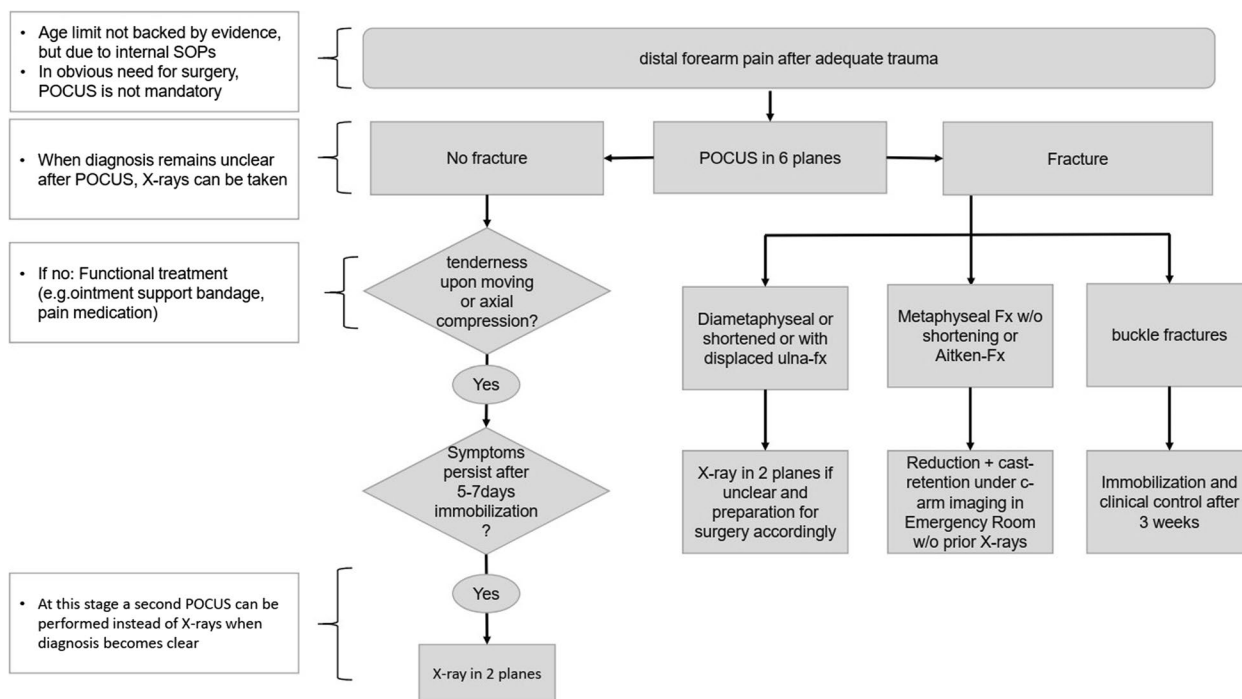 • Age limit not backed by evidence,
but due to internal SOPs
• In obvious need for surgery,
POCUS is not mandatory
distal forearm pain after adequate trauma
• When diagnosis remains unclear
after POCUS, X-rays can be taken
No fracture
POCUS in 6 planes
Fracture
• If no: Functional treatment
(e.g.ointment support bandage,
pain medication)
tenderness
upon moving
or axial
compression?
Diametaphyseal or
shortened or with
displaced ulna-fx
Metaphyseal Fx w/o
shortening or
Aitken-Fx
buckle fractures
Yes
Symptoms
persist after
5-7days
immobilization
?
X-ray in 2 planes if
unclear and
preparation for
surgery accordingly
Reduction + cast-
retention under c-
arm imaging in
Emergency Room
w/o prior X-rays
Immobilization and
clinical control after
3 weeks
Yes
• At this stage a second POCUS can be
performed instead of X-rays when
diagnosis becomes clear
X-ray in 2 planes